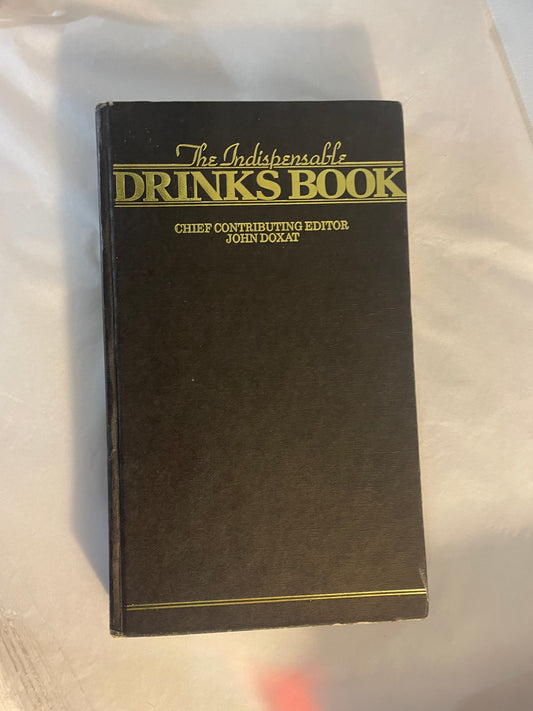 The Indispensable
DRINKS BOOK
CHIEF CONTRIBUTING EDITOR
JOHN DOXAT